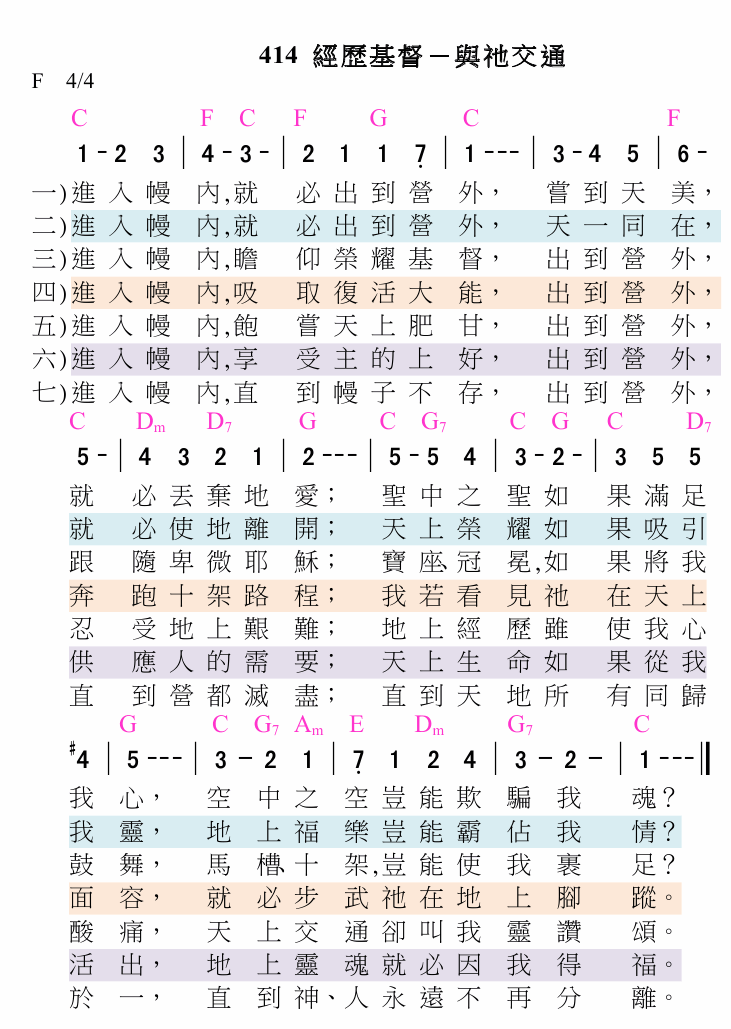 414 經歷基督－與祂交通
F 4/4
C F C F G C F
1 - 2 3 | 4 - 3 - | 2 1 1 7̣ | 1 - - - | 3 - 4 5 | 6 -
一)進入幔內,就必出到營外，嘗到天美，
二)進入幔內,就必出到營外，天一同在，
三)進入幔內,瞻仰榮耀基督，出到營外，
四)進入幔內,吸取復活大能，出到營外，
五)進入幔內,飽嘗天上肥甘，出到營外，
六)進入幔內,享受主的上好，出到營外，
七)進入幔內,直到幔子不存，出到營外，
C Dm D7 G C G7 C G C D7
5 - | 4 3 2 1 | 2 - - - | 5 - 5 4 | 3 - 2 - | 3 5 5
就必丟棄地愛；聖中之聖如果滿足
就必使地離開；天上榮耀如果吸引
跟隨卑微耶穌；寶座、冠冕,如果將我
奔跑十架路程；我若看見祂在天上
忍受地上艱難；地上經歷雖使我心
供應人的需要；天上生命如果從我
直到營都滅盡；直到天地所有同歸
G C G7 Am E Dm G7 C
#4 | 5 - - - | 3 － 2 1 | 7̣ 1 2 4 | 3 － 2 － | 1 - - - ‖
我心，空中之空豈能欺騙我魂？
我靈，地上福樂豈能霸佔我情？
鼓舞，馬槽、十架,豈能使我裹足？
面容，就必步武祂在地上腳蹤。
酸痛，天上交通卻叫我靈讚頌。
活出，地上靈魂就必因我得福。
於一，直到神、人永遠不再分離。